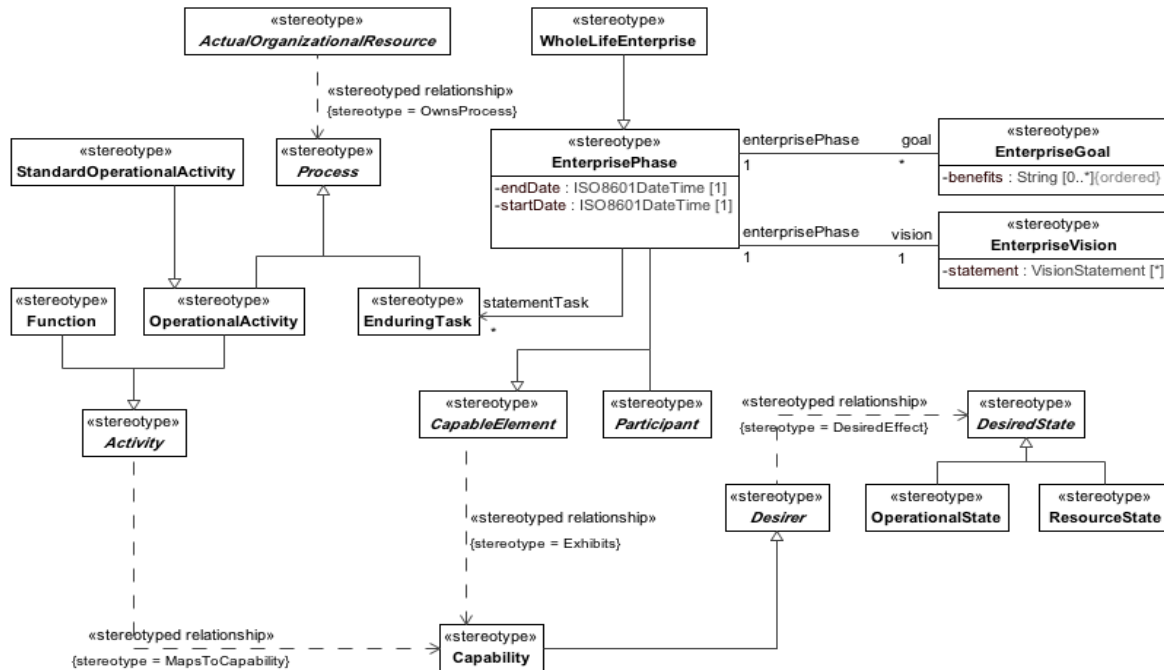 «stereotype»
ActualOrganizationalResource
«stereotype»
WholeLifeEnterprise
«stereotyped relationship»
{stereotype = OwnsProcess}
«stereotype»
StandardOperationalActivity
«stereotype»
Process
«stereotype»
EnterprisePhase
-endDate : ISO8601DateTime [1]
-startDate : ISO8601DateTime [1]
enterprisePhase
goal
1
*
«stereotype»
EnterpriseGoal
-benefits : String [0..*]{ordered}
enterprisePhase
vision
1
1
«stereotype»
EnterpriseVision
-statement : VisionStatement [*]
«stereotype»
Function
«stereotype»
OperationalActivity
«stereotype»
EnduringTask
statementTask
*
«stereotype»
Activity
«stereotype»
CapableElement
«stereotype»
Participant
«stereotyped relationship»
{stereotype = DesiredEffect}
«stereotype»
DesiredState
«stereotype»
Desirer
«stereotype»
OperationalState
«stereotype»
ResourceState
«stereotyped relationship»
{stereotype = Exhibits}
«stereotyped relationship»
{stereotype = MapsToCapability}
«stereotype»
Capability